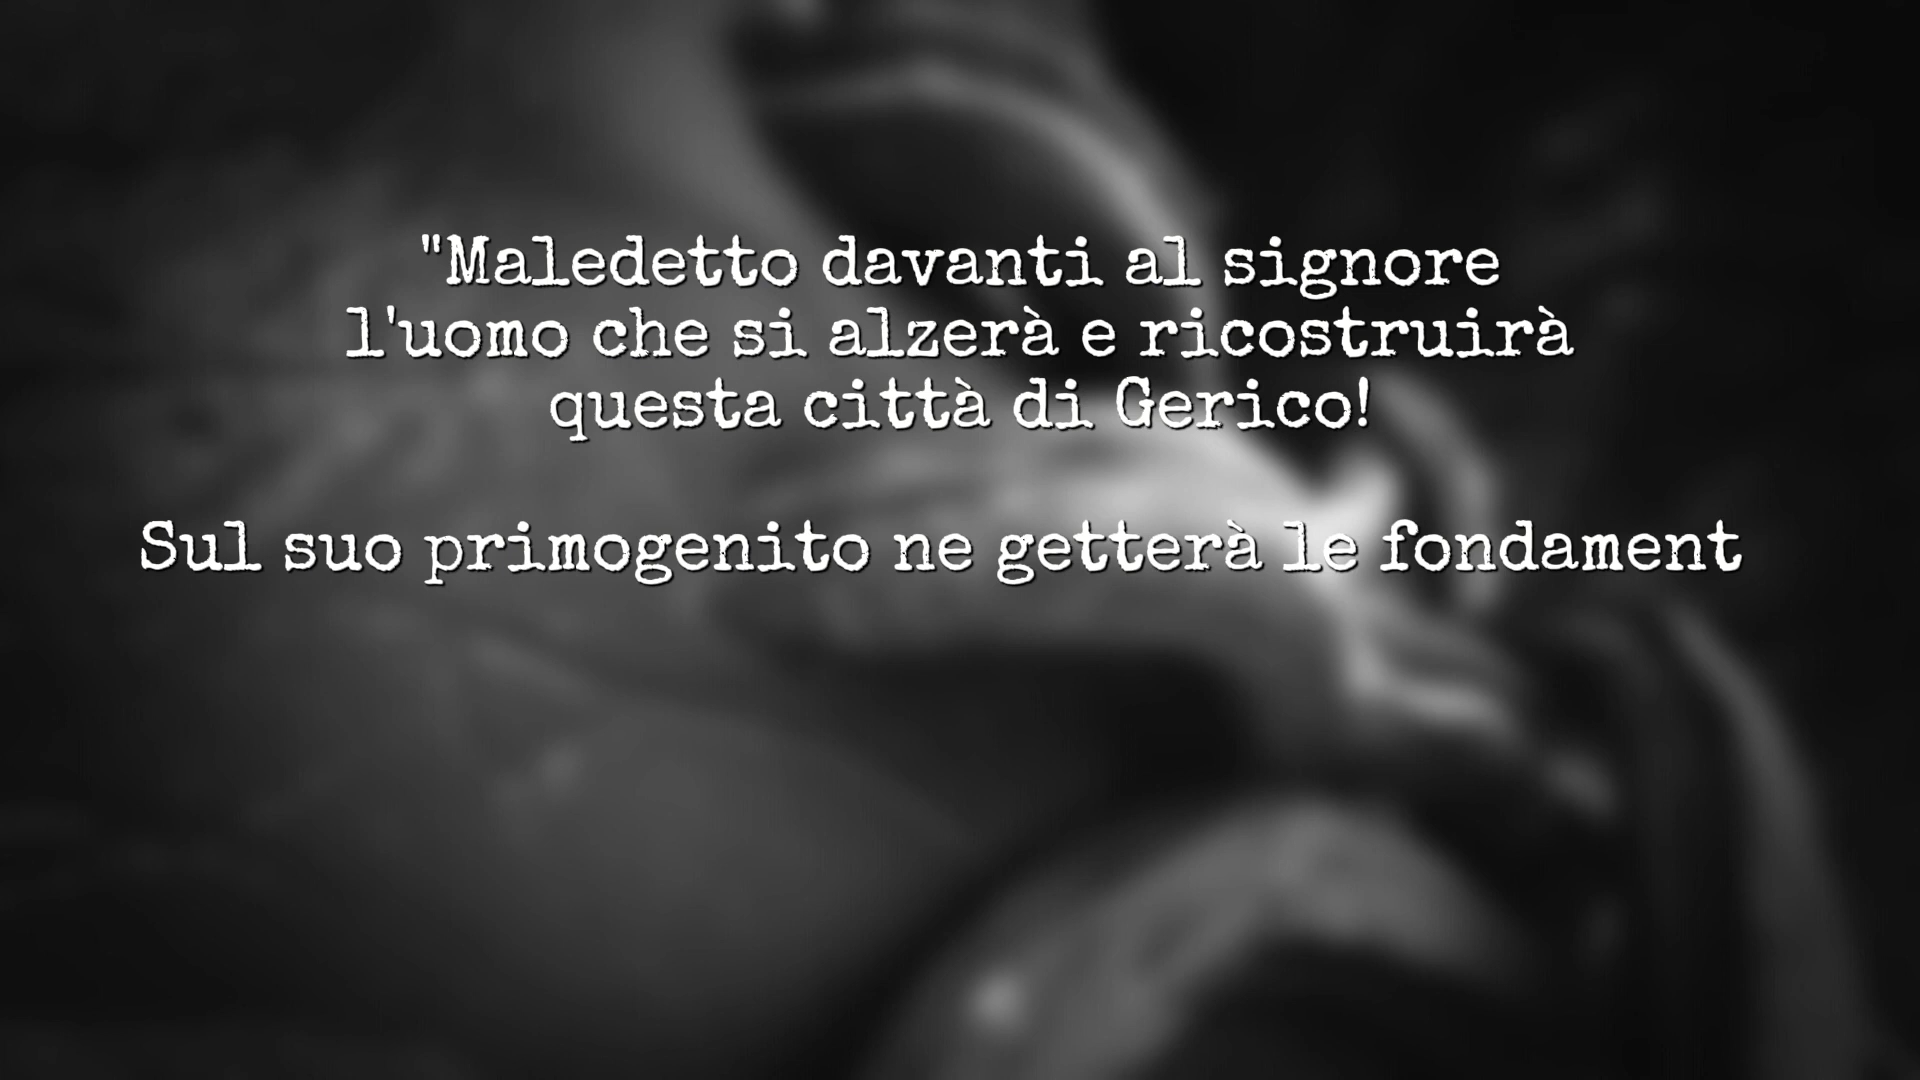 "Maledetto davanti al signore
l'uomo che si alzerà e ricostruirà
questa città di Gerico!
Sul suo primogenito ne getterà le fondament